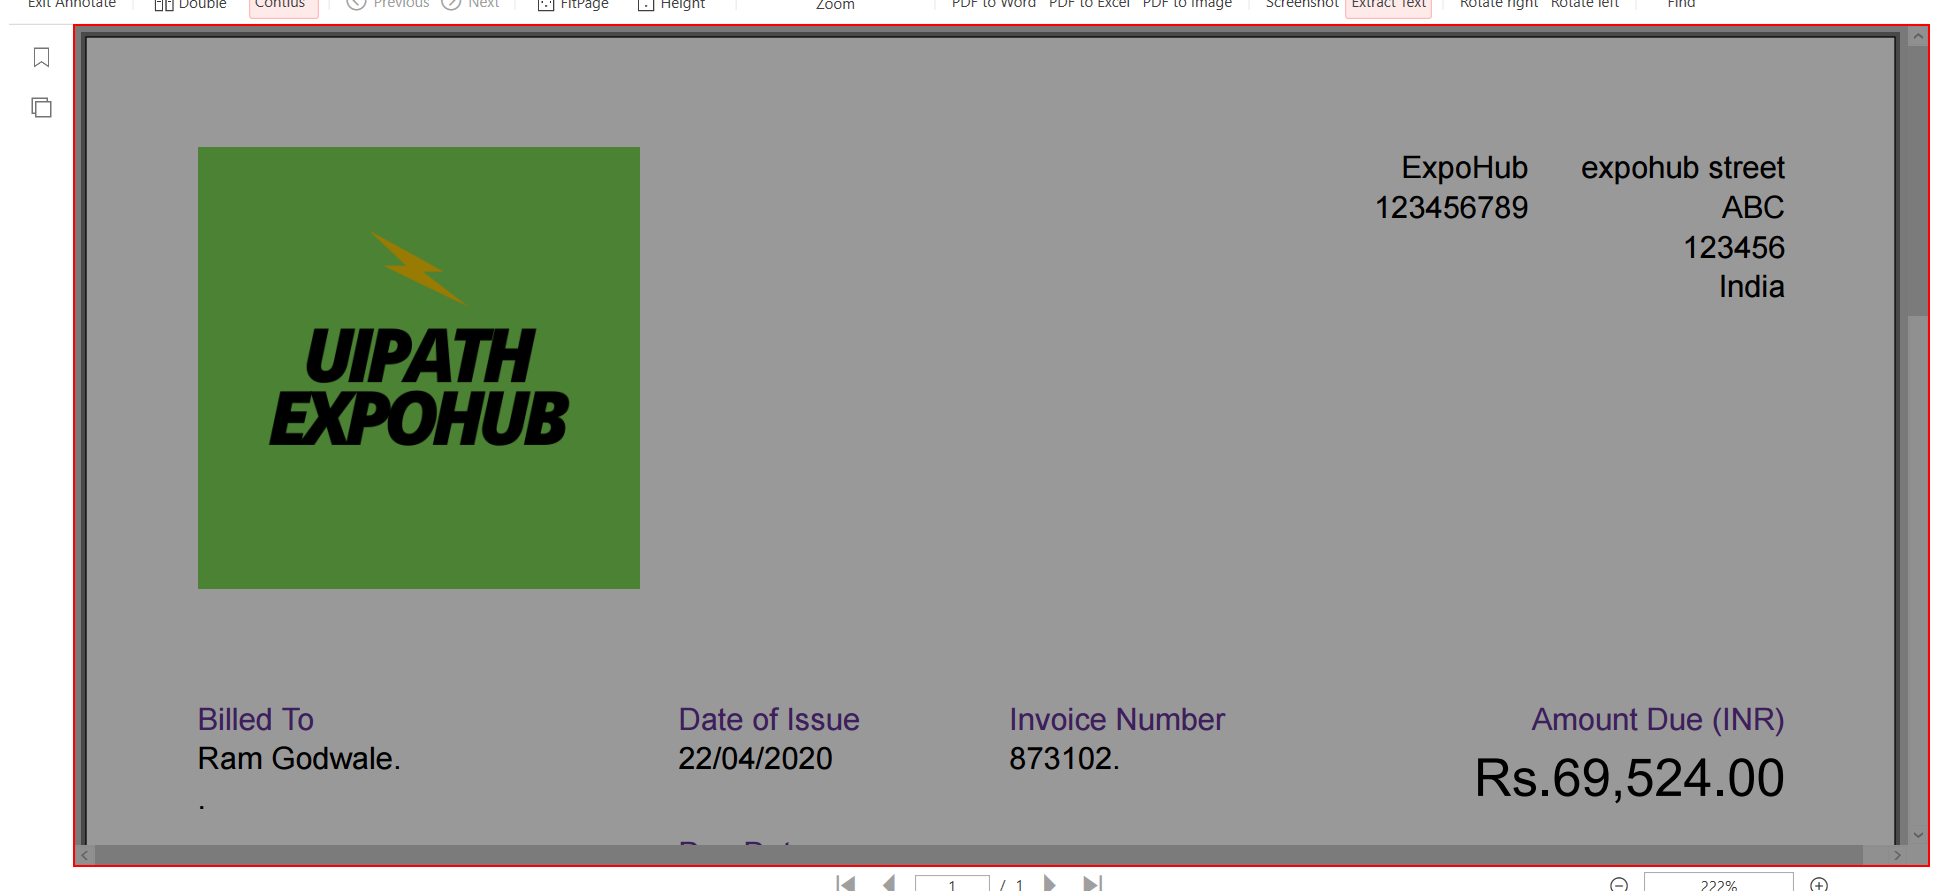 Exit Annotate Double Contius Previous Next FitPage Height Zoom PDF to Word PDF to Excel PDF to Image Screenshot Extract Text Rotate right Rotate left Find
ExpoHub expohub street
123456789 ABC
123456
India
UIPATH
EXPOHUB
Billed To Date of Issue Invoice Number Amount Due (INR)
Ram Godwale. 22/04/2020 873102. Rs.69,524.00
.
1 / 1 222%